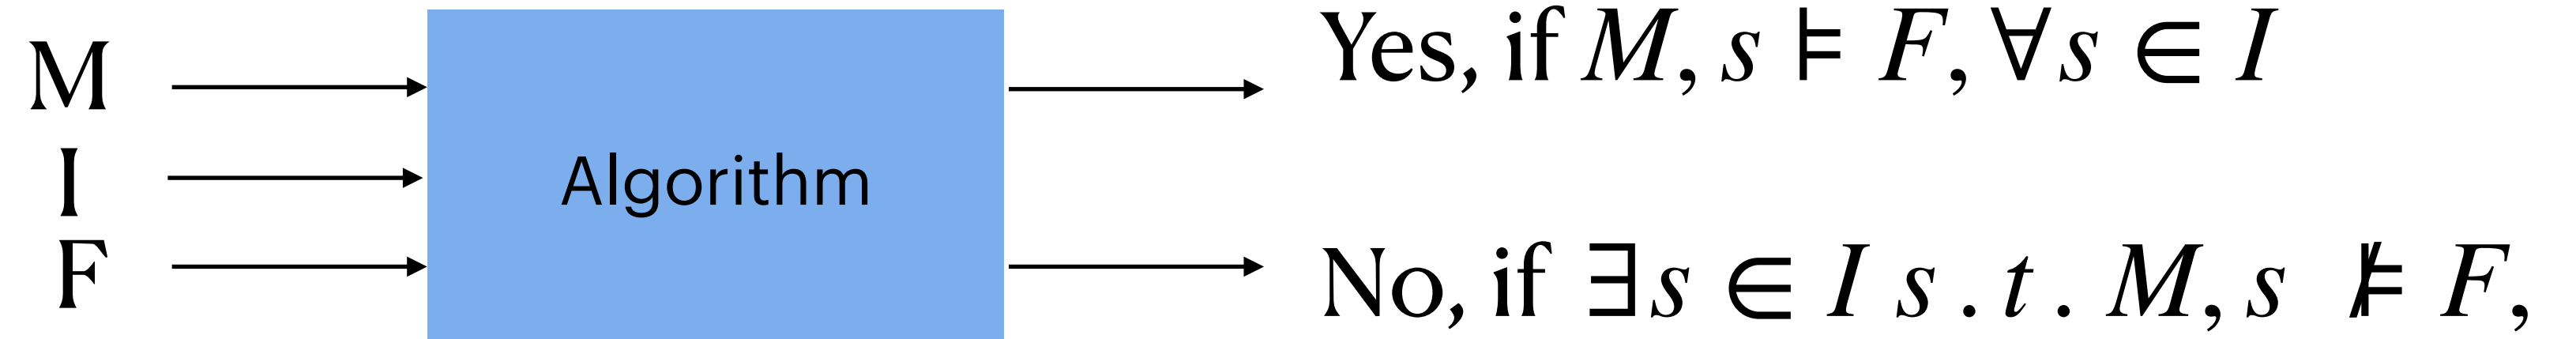 M
I
F
Algorithm
Yes, if M, s ⊨ F, ∀s ∈ I
No, if ∃s ∈ I s . t . M, s ⊭ F,